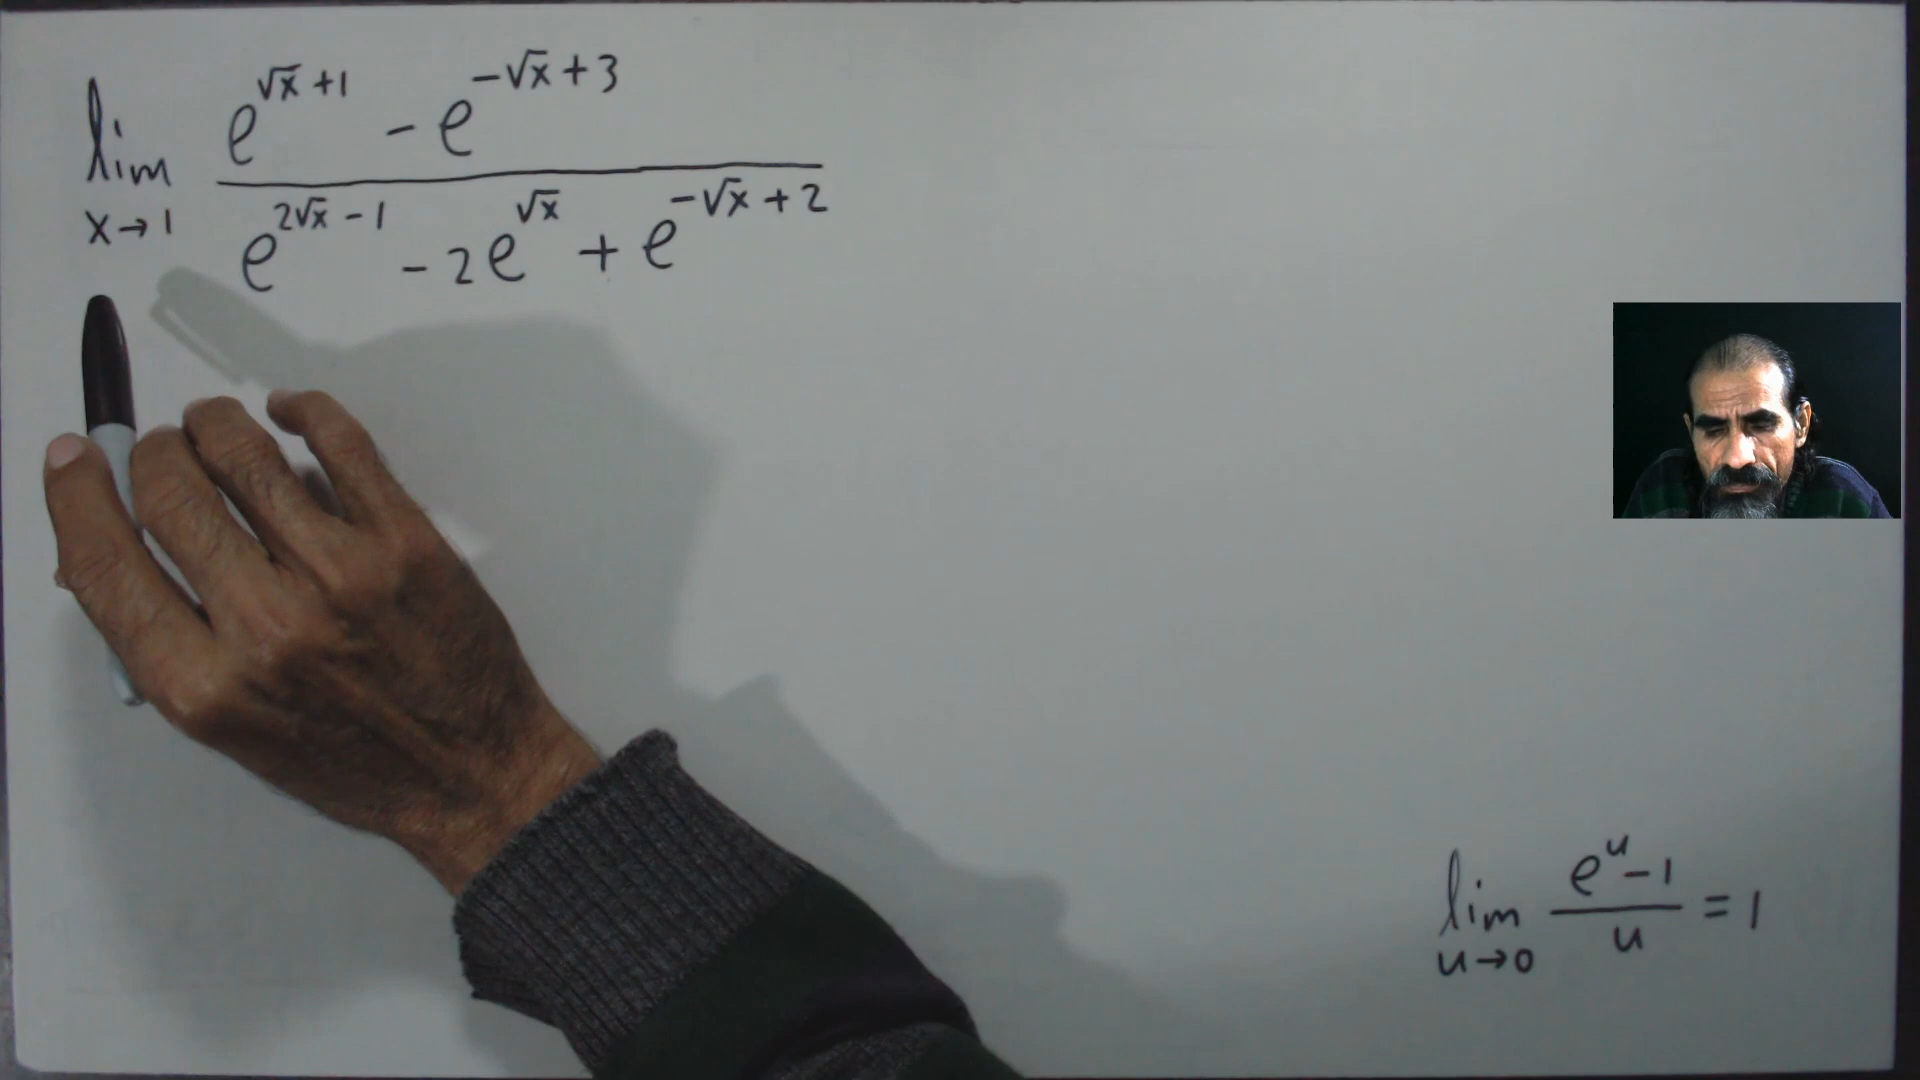 lim x→1 (e^(√x + 1) - e^(-√x + 3)) / (e^(2√x - 1) - 2e^(√x) + e^(-√x + 2))
lim u→0 (e^u - 1) / u = 1